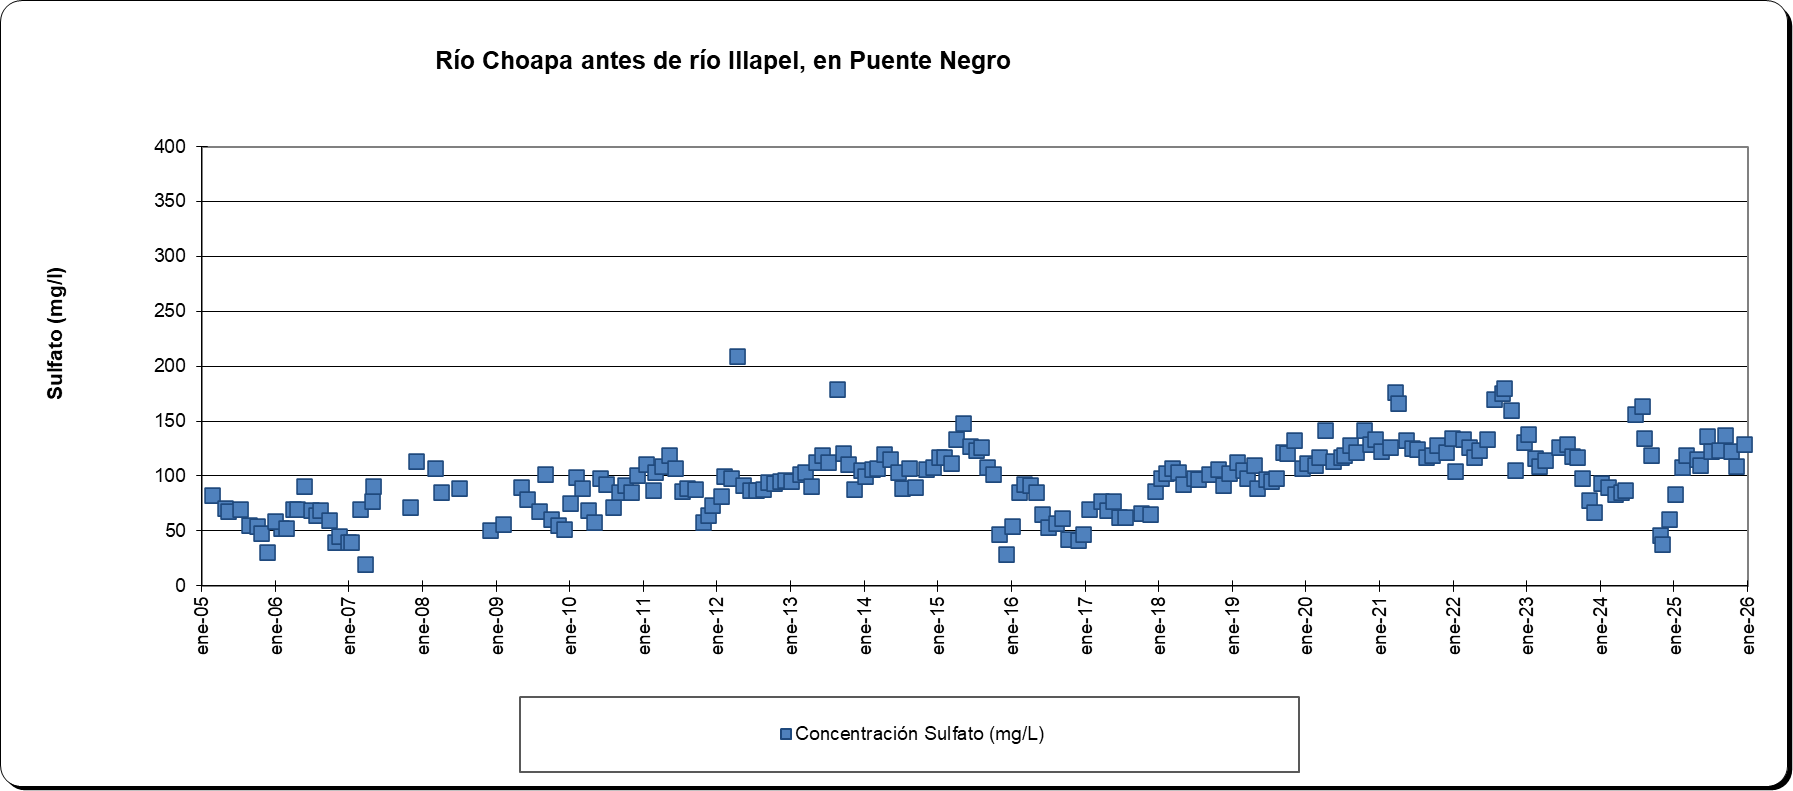 Río Choapa antes de río Illapel, en Puente Negro
Sulfato (mg/l)
400
350
300
250
200
150
100
50
0
ene-05
ene-06
ene-07
ene-08
ene-09
ene-10
ene-11
ene-12
ene-13
ene-14
ene-15
ene-16
ene-17
ene-18
ene-19
ene-20
ene-21
ene-22
ene-23
ene-24
ene-25
ene-26
Concentración Sulfato (mg/L)